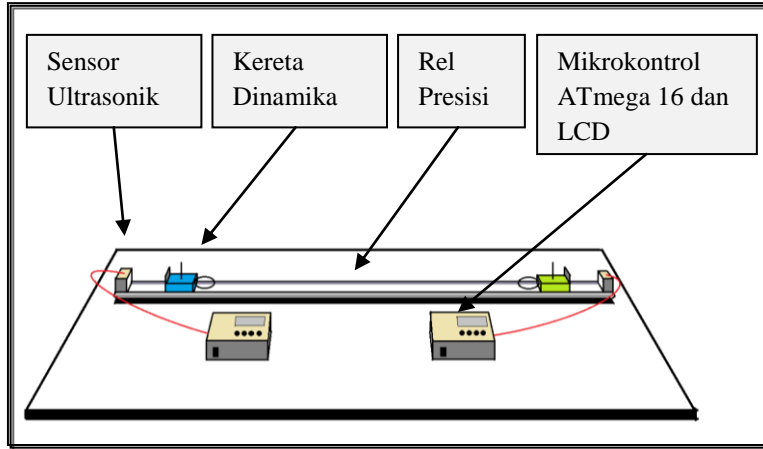 Sensor
Ultrasonik
Kereta
Dinamika
Rel
Presisi
Mikrokontrol
ATmega 16 dan
LCD